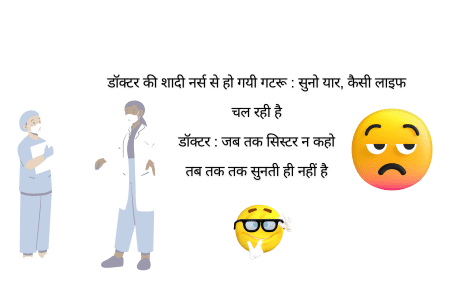 डॉक्टर की शादी नर्स से हो गयी गटरू : सुनो यार, कैसी लाइफ
चल रही है
डॉक्टर : जब तक सिस्टर न कहो
तब तक तक सुनती ही नहीं है